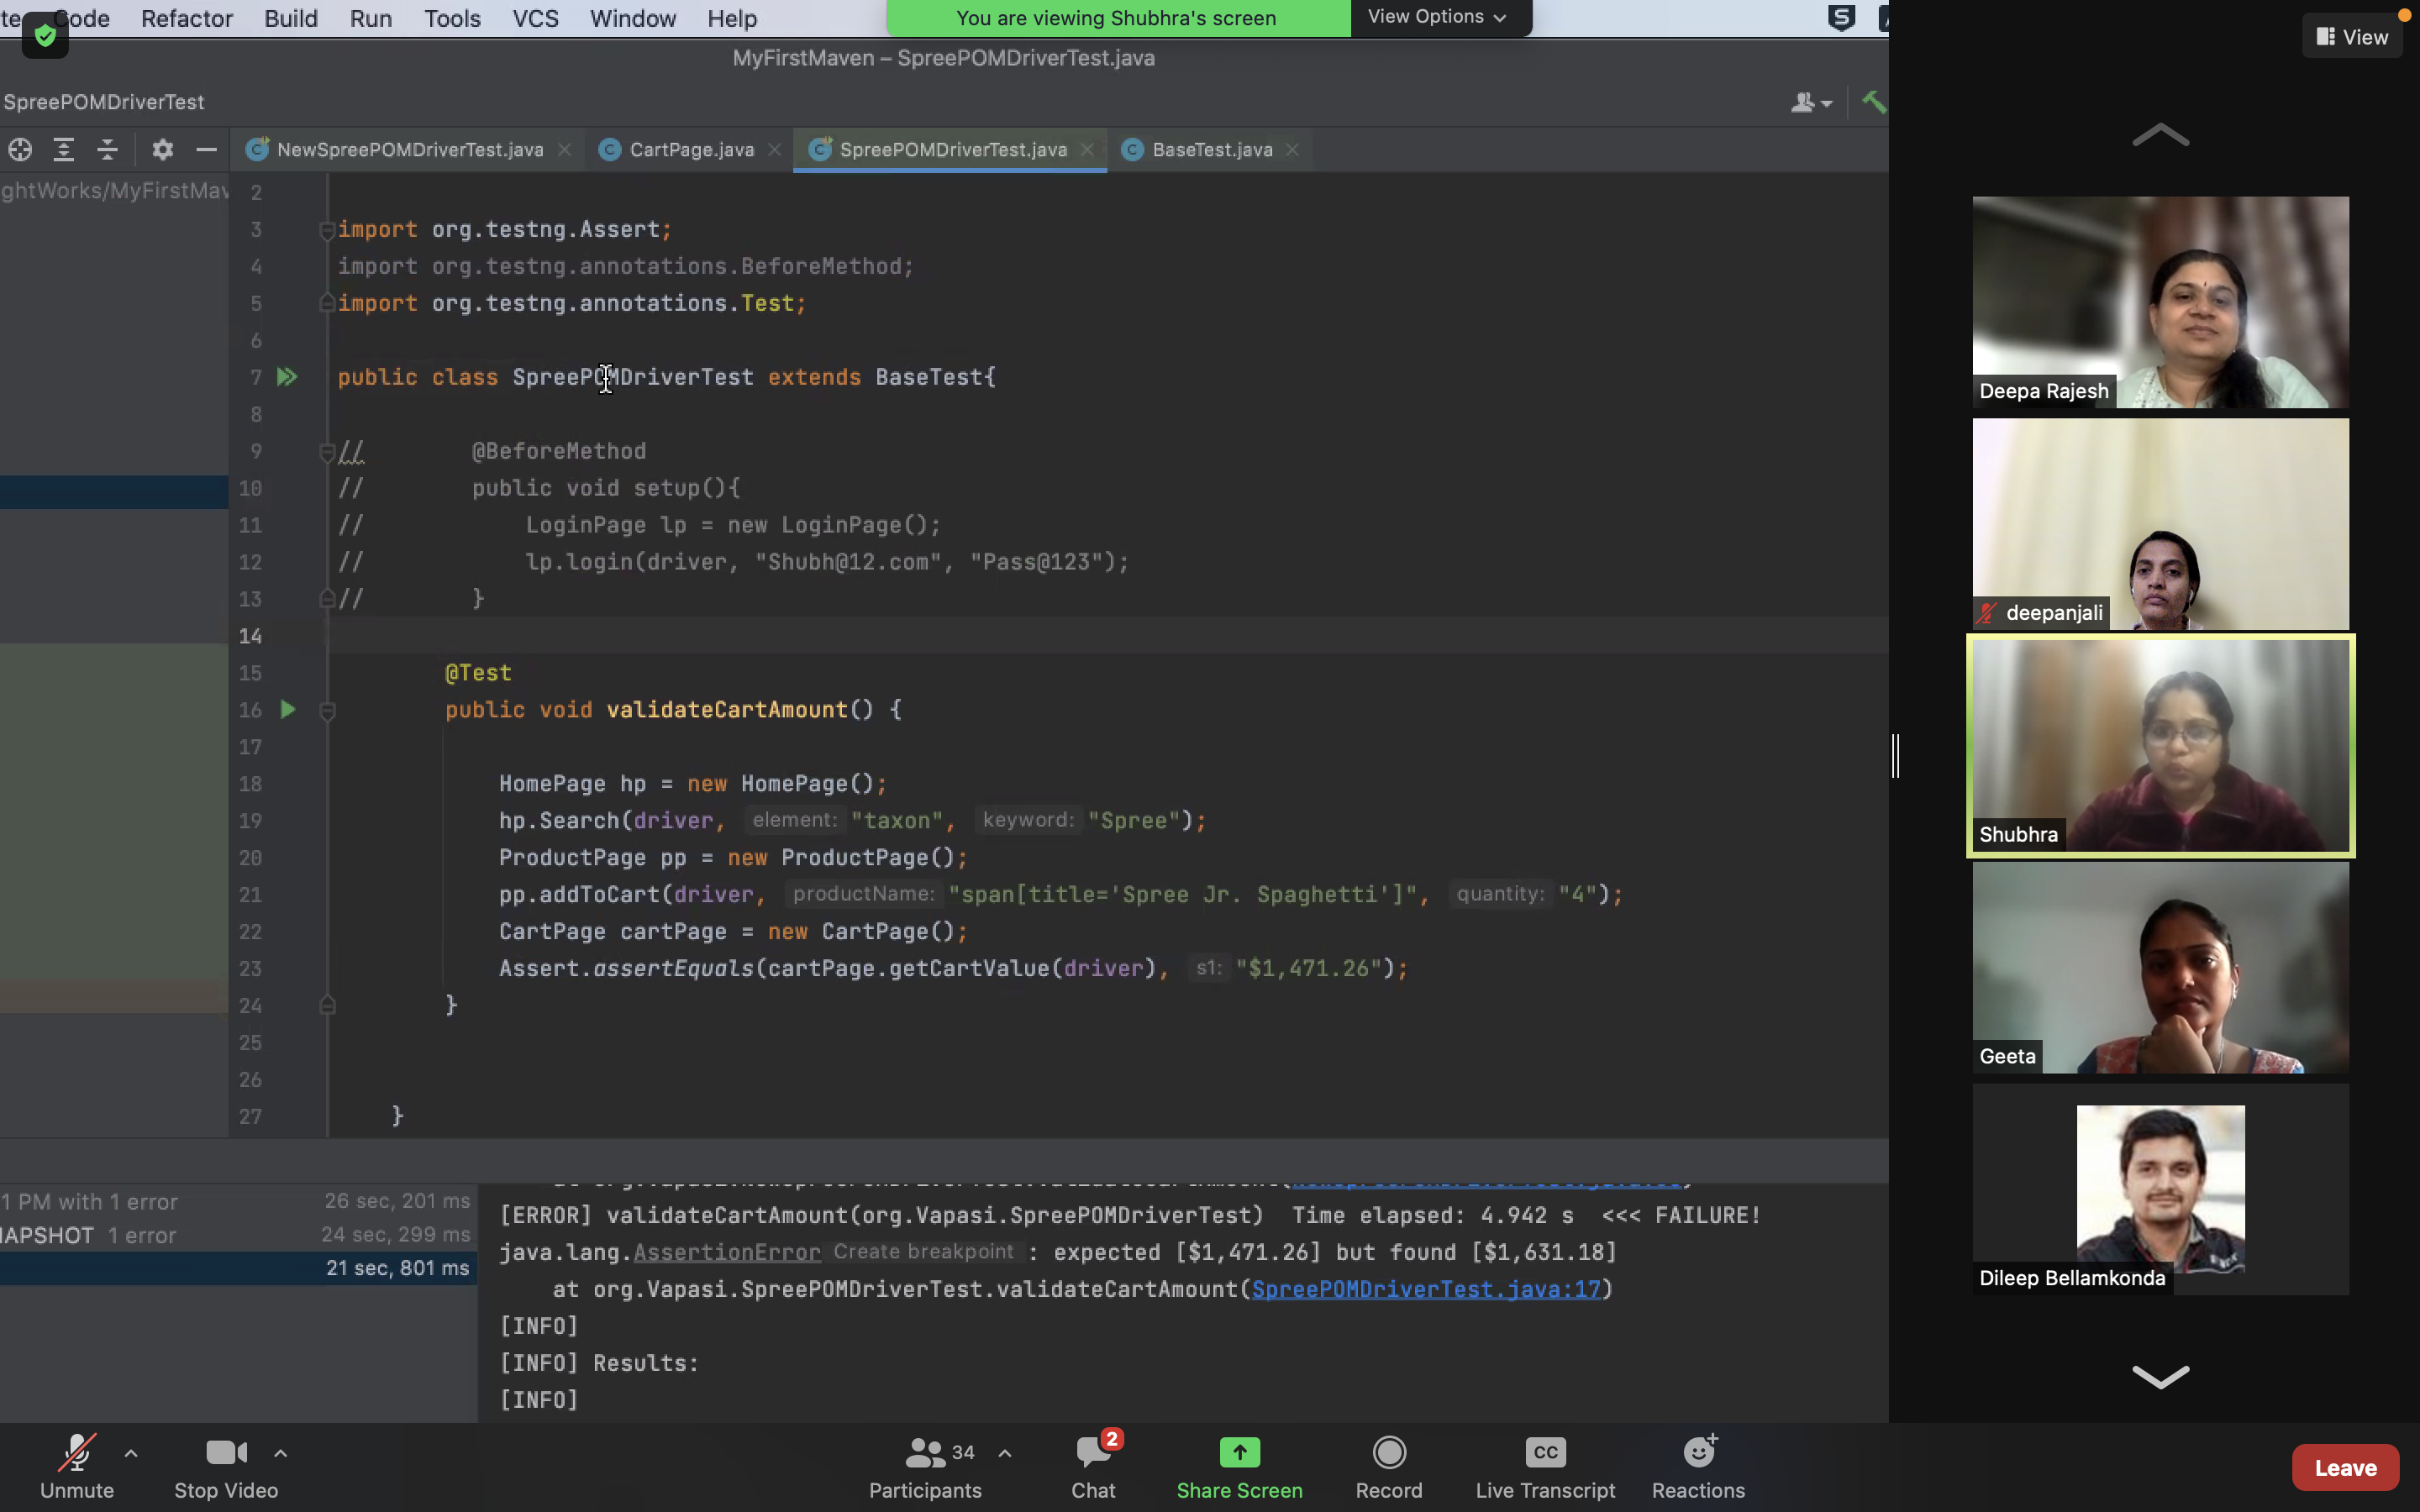 te Code Refactor Build Run Tools VCS Window Help
You are viewing Shubhra's screen View Options
View
MyFirstMaven – SpreePOMDriverTest.java
SpreePOMDriverTest
NewSpreePOMDriverTest.java CartPage.java SpreePOMDriverTest.java BaseTest.java
ghtWorks/MyFirstMav
2
3 import org.testng.Assert;
4 import org.testng.annotations.BeforeMethod;
5 import org.testng.annotations.Test;
6
7 public class SpreePOMDriverTest extends BaseTest{
8
9 // @BeforeMethod
10 // public void setup(){
11 // LoginPage lp = new LoginPage();
12 // lp.login(driver, "Shubh@12.com", "Pass@123");
13 // }
14
15 @Test
16 public void validateCartAmount() {
17
18 HomePage hp = new HomePage();
19 hp.Search(driver, element: "taxon", keyword: "Spree");
20 ProductPage pp = new ProductPage();
21 pp.addToCart(driver, productName: "span[title='Spree Jr. Spaghetti']", quantity: "4");
22 CartPage cartPage = new CartPage();
23 Assert.assertEquals(cartPage.getCartValue(driver), s1: "$1,471.26");
24 }
25
26
27 }
1 PM with 1 error 26 sec, 201 ms
IAPSHOT 1 error 24 sec, 299 ms
21 sec, 801 ms
[ERROR] validateCartAmount(org.Vapasi.SpreePOMDriverTest) Time elapsed: 4.942 s <<< FAILURE!
java.lang.AssertionError Create breakpoint : expected [$1,471.26] but found [$1,631.18]
at org.Vapasi.SpreePOMDriverTest.validateCartAmount(SpreePOMDriverTest.java:17)
[INFO]
[INFO] Results:
[INFO]
Deepa Rajesh
deepanjali
Shubhra
Geeta
Dileep Bellamkonda
Unmute Stop Video 34 Participants 2 Chat Share Screen Record CC Live Transcript Reactions Leave